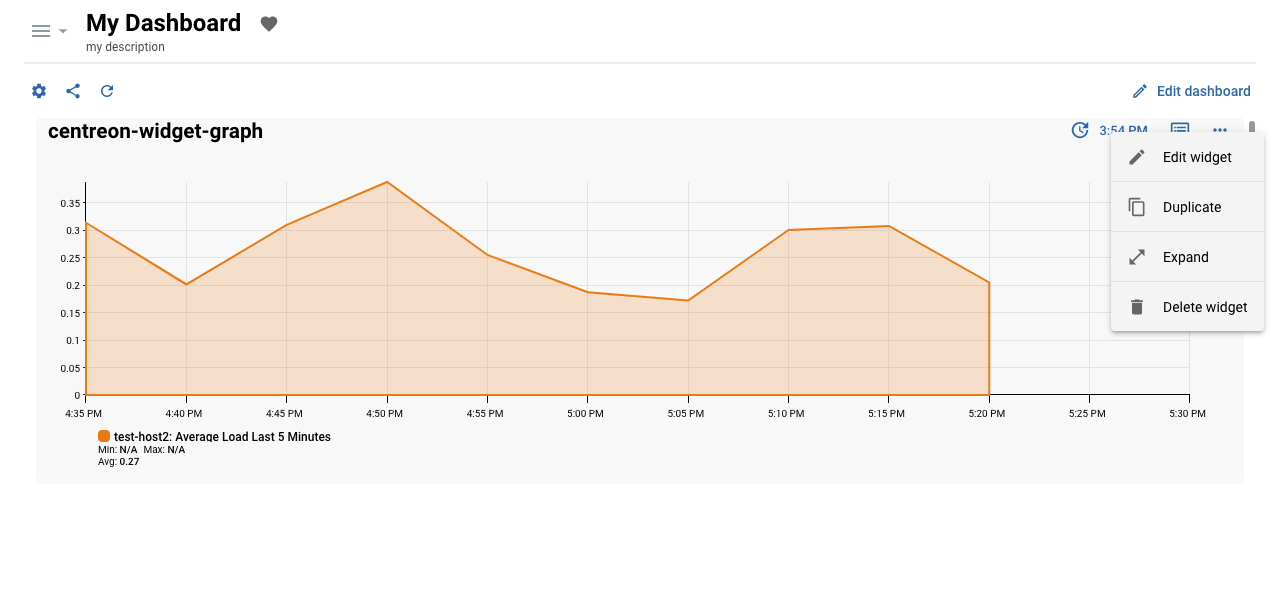 My Dashboard
my description
Edit dashboard
centreon-widget-graph
3:54 PM
Edit widget
Duplicate
Expand
Delete widget
0.35
0.3
0.25
0.2
0.15
0.1
0.05
0
4:35 PM 4:40 PM 4:45 PM 4:50 PM 4:55 PM 5:00 PM 5:05 PM 5:10 PM 5:15 PM 5:20 PM 5:25 PM 5:30 PM
test-host2: Average Load Last 5 Minutes
Min: N/A Max: N/A
Avg: 0.27